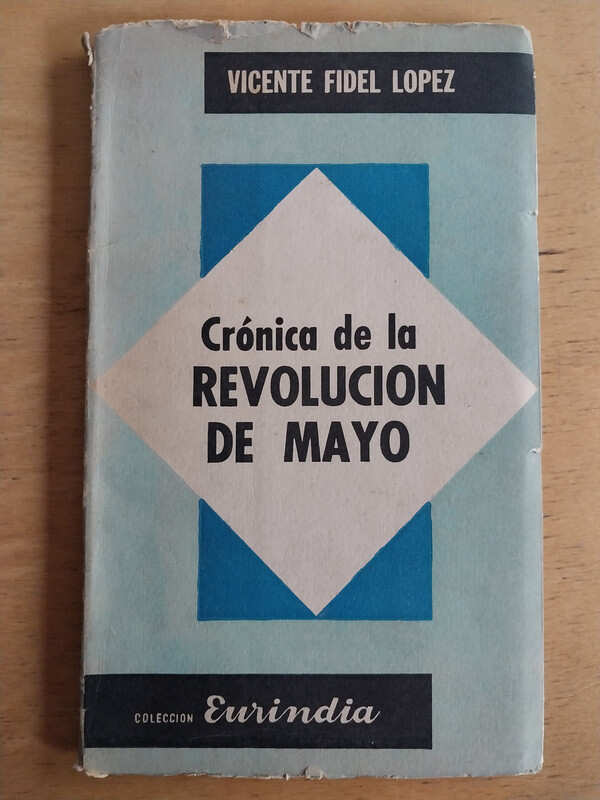 VICENTE FIDEL LOPEZ
Crónica de la
REVOLUCION
DE MAYO
COLECCION Eurindia